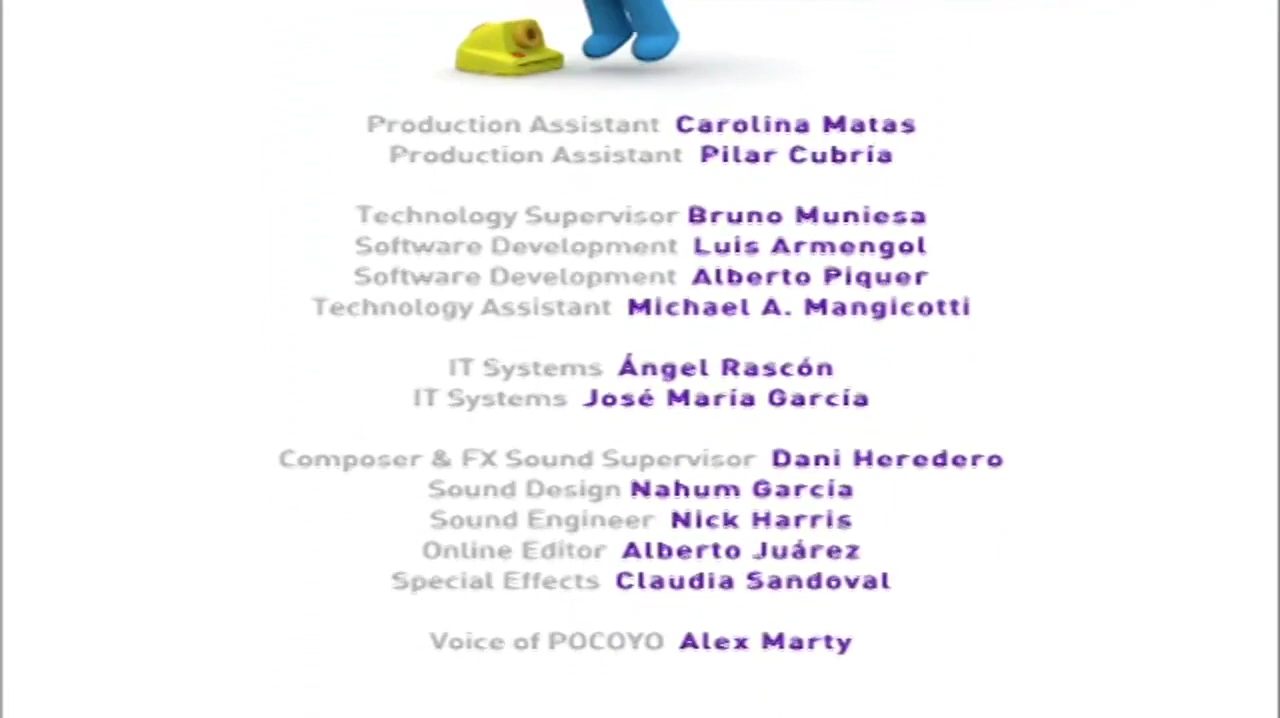 Production Assistant Carolina Matas
Production Assistant Pilar Cubría
Technology Supervisor Bruno Muniesa
Software Development Luis Armengol
Software Development Alberto Piquer
Technology Assistant Michael A. Mangicotti
IT Systems Ángel Rascón
IT Systems José María García
Composer & FX Sound Supervisor Dani Heredero
Sound Design Nahum García
Sound Engineer Nick Harris
Online Editor Alberto Juárez
Special Effects Claudia Sandoval
Voice of POCOYO Alex Marty